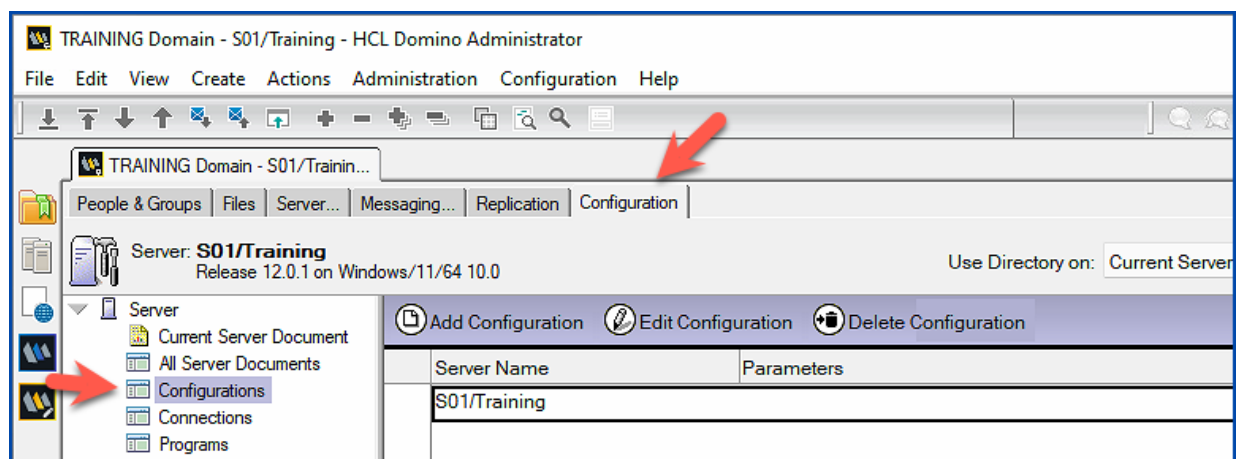 TRAINING Domain - S01/Training - HCL Domino Administrator
File Edit View Create Actions Administration Configuration Help
TRAINING Domain - S01/Trainin...
People & Groups Files Server... Messaging... Replication Configuration
Server: S01/Training
Release 12.0.1 on Windows/11/64 10.0
Use Directory on: Current Server
Server
Current Server Document
All Server Documents
Configurations
Connections
Programs
Add Configuration Edit Configuration Delete Configuration
Server Name Parameters
S01/Training